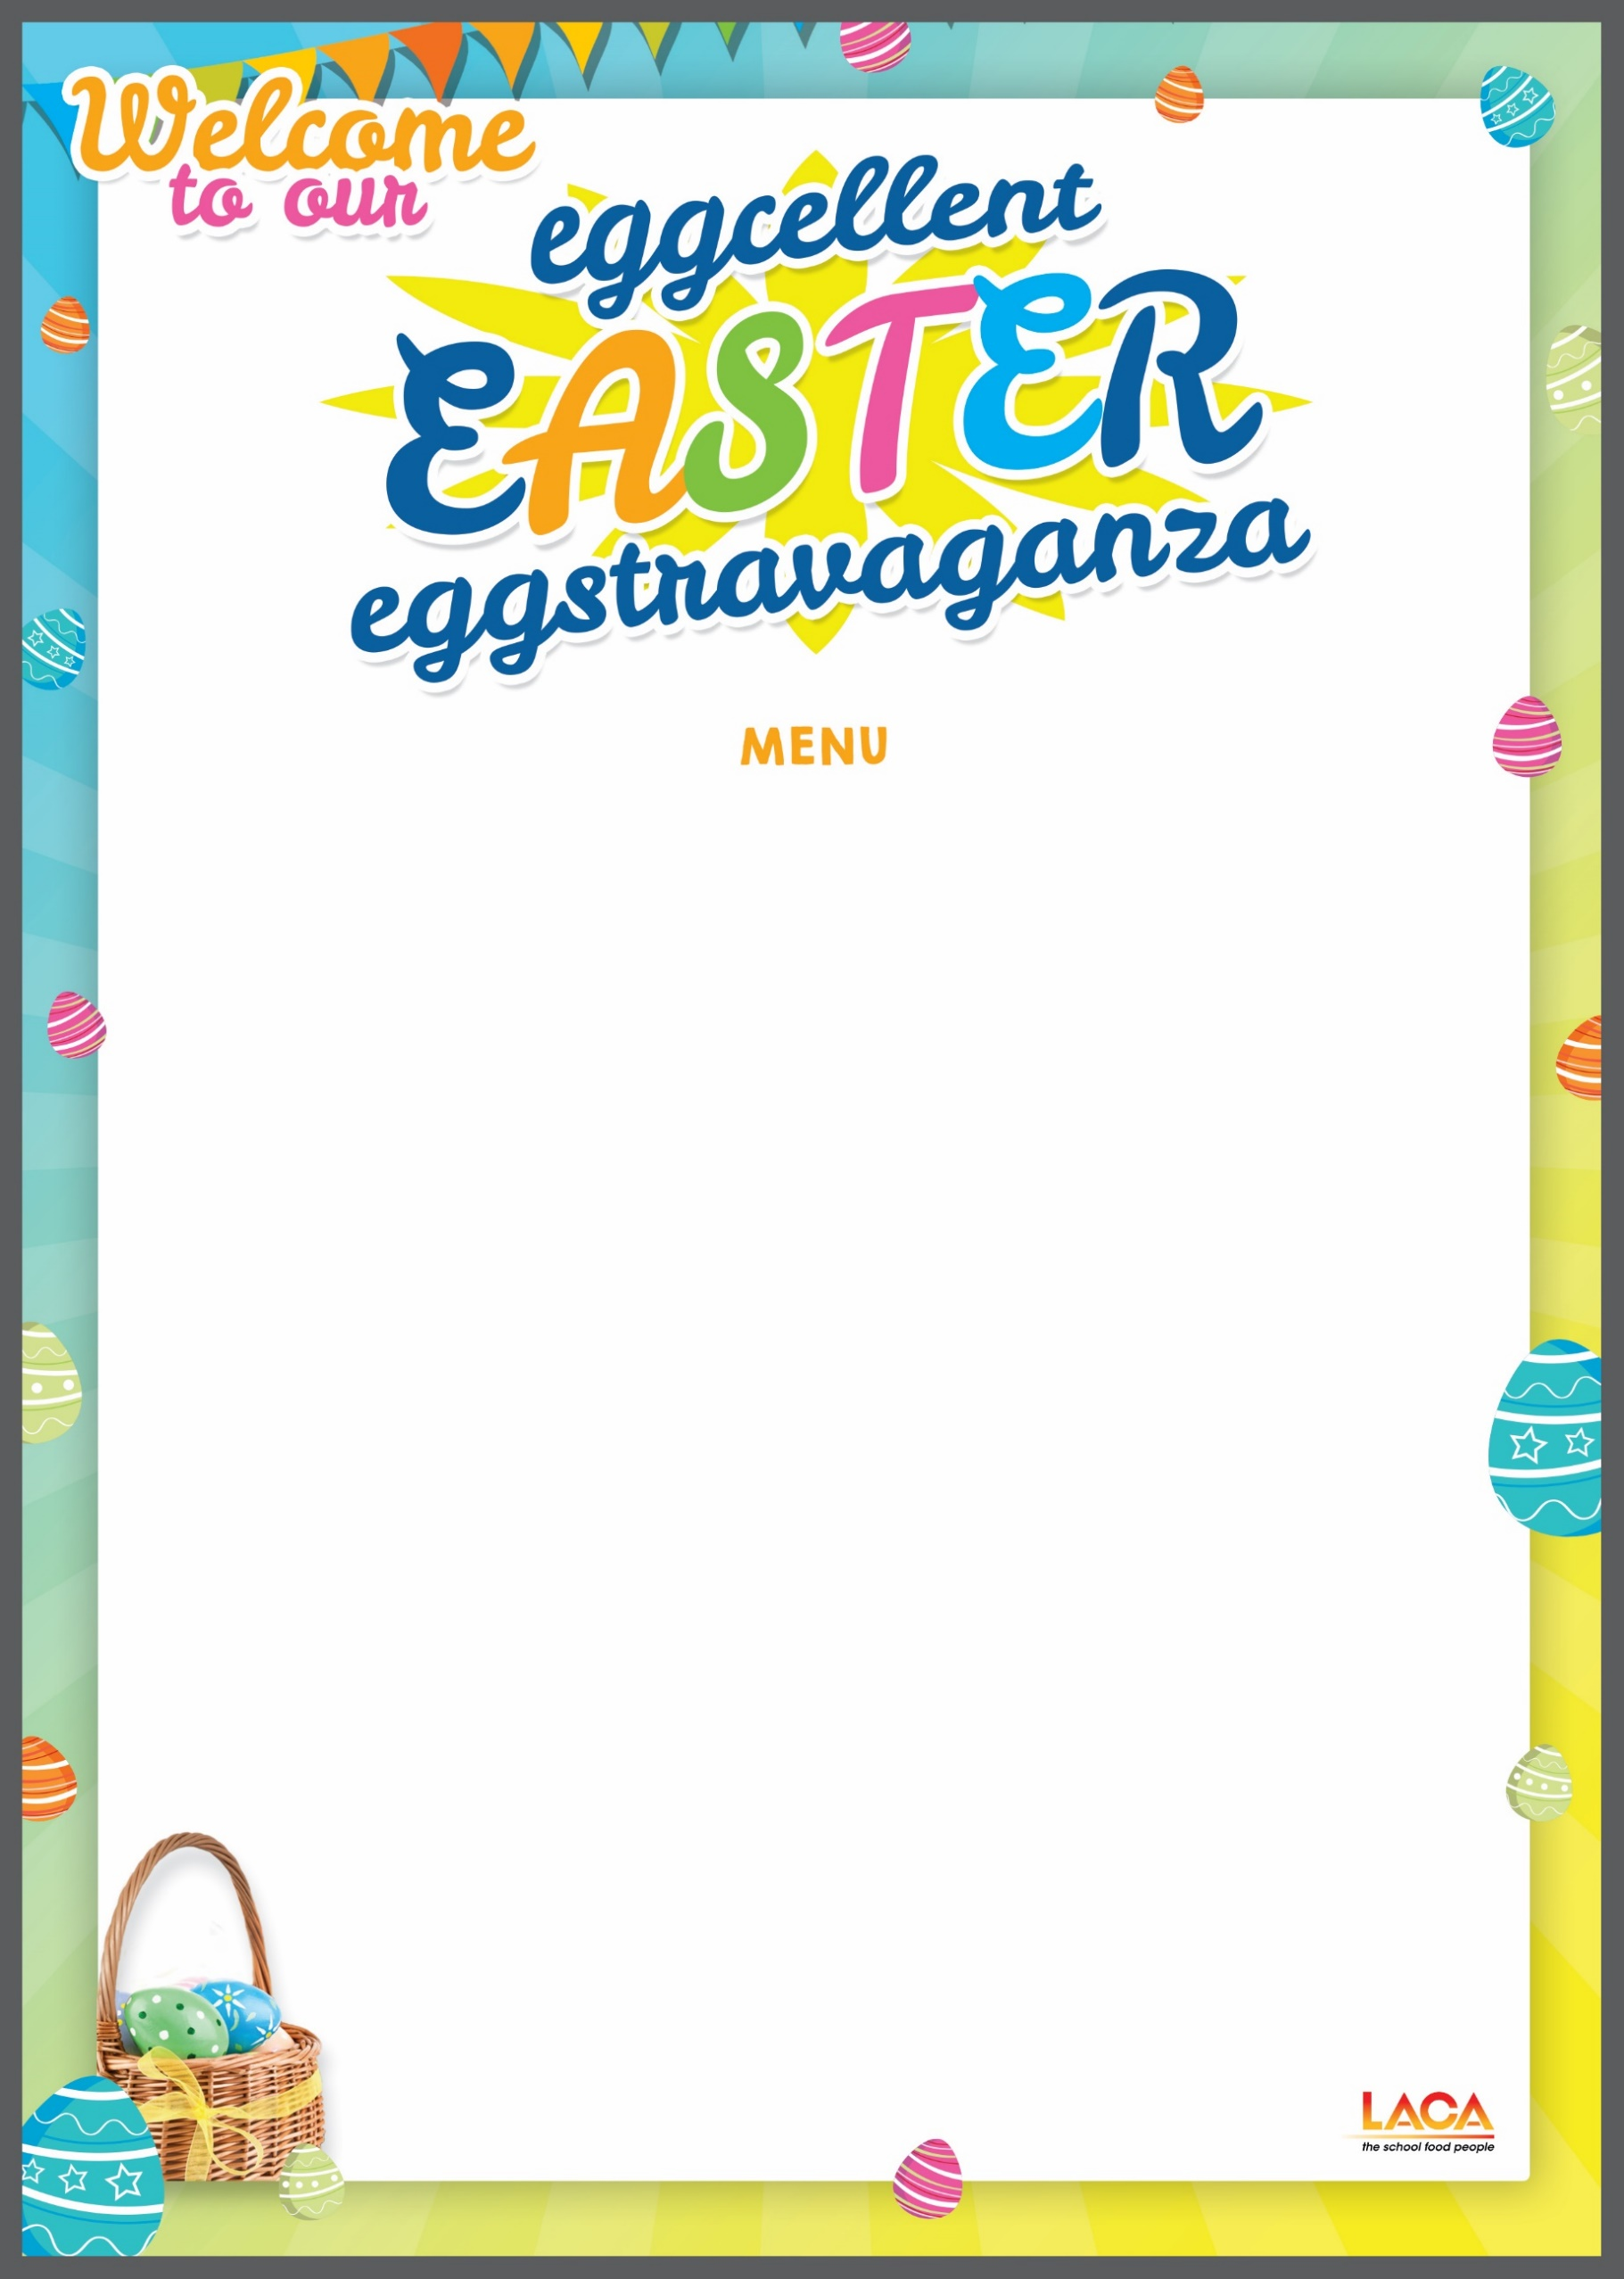 Welcome
to our
eggcellent
EASTER
eggstravaganza
MENU
LACA
the school food people